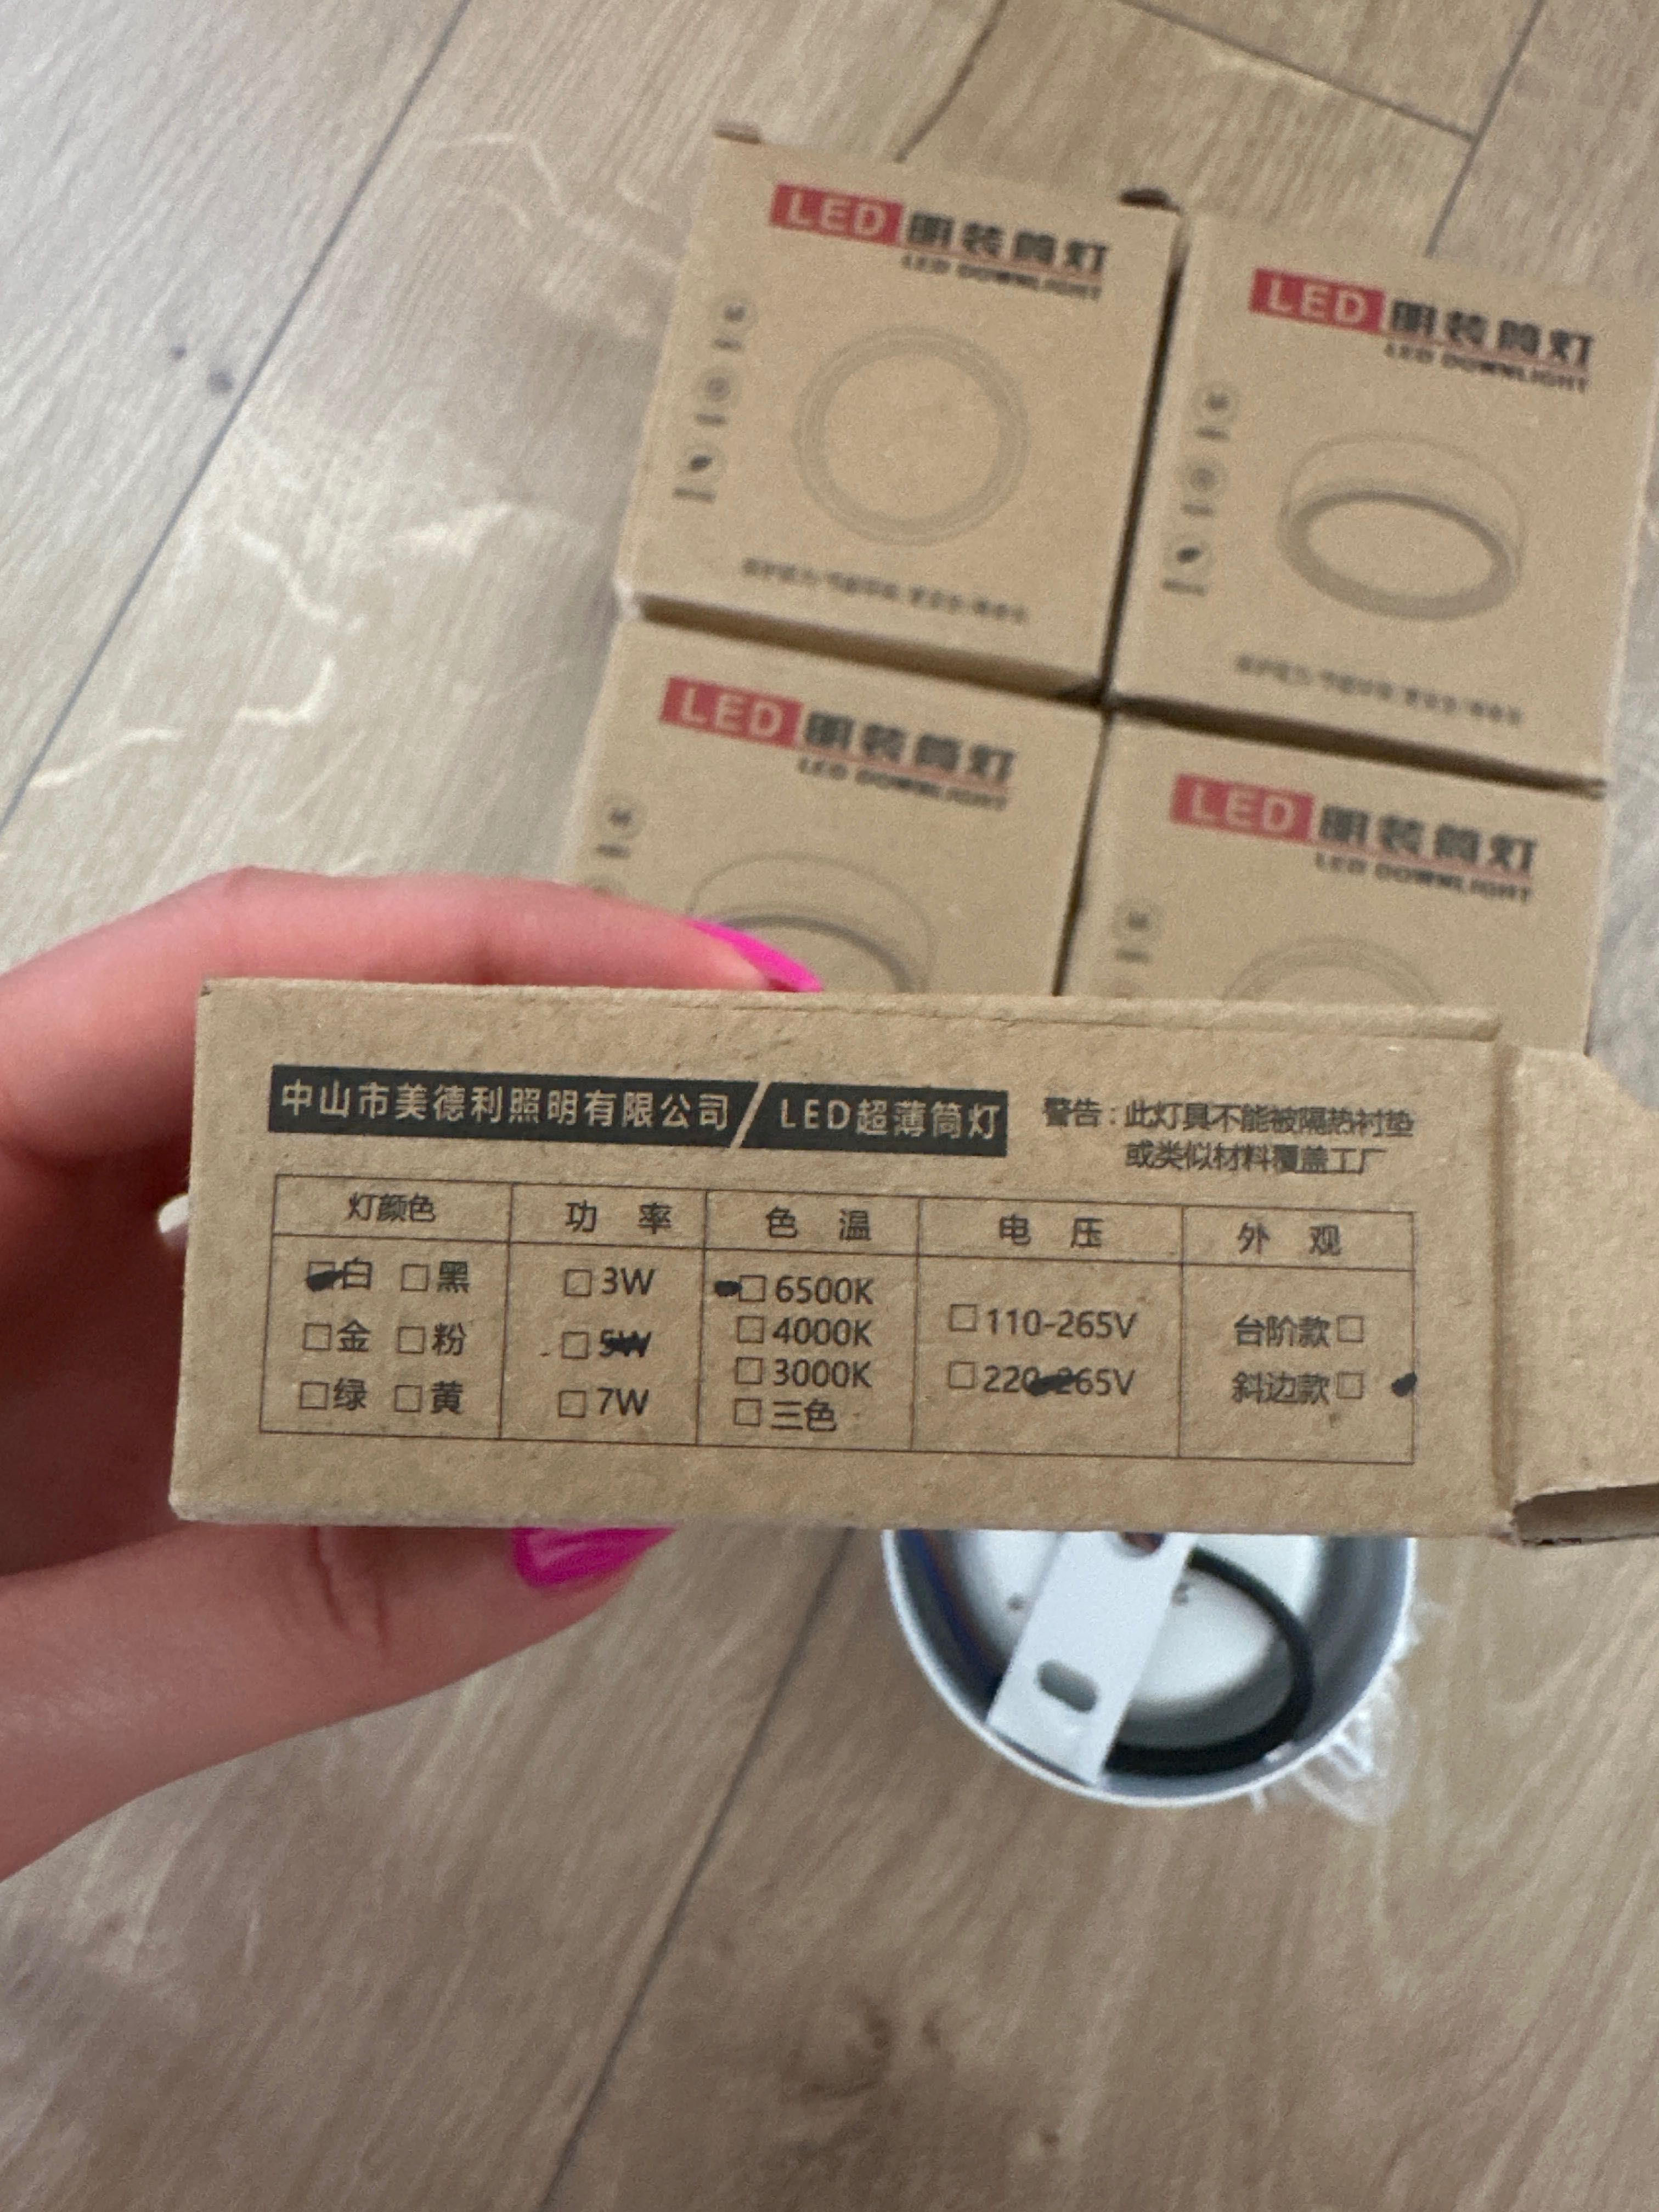 LED 明装筒灯
LED DOWNLIGHT
LED 明装筒灯
LED DOWNLIGHT
LED 明装筒灯
LED DOWNLIGHT
LED 明装筒灯
LED DOWNLIGHT
中山市美德利照明有限公司/LED超薄筒灯
警告:此灯具不能被隔热衬垫
或类似材料覆盖工厂
灯颜色 功 率 色 温 电 压 外 观
□白 □黑 □3W □6500K □110-265V 台阶款□
□金 □粉 □5W □4000K □220-265V 斜边款□
□绿 □黄 □7W □3000K
□三色